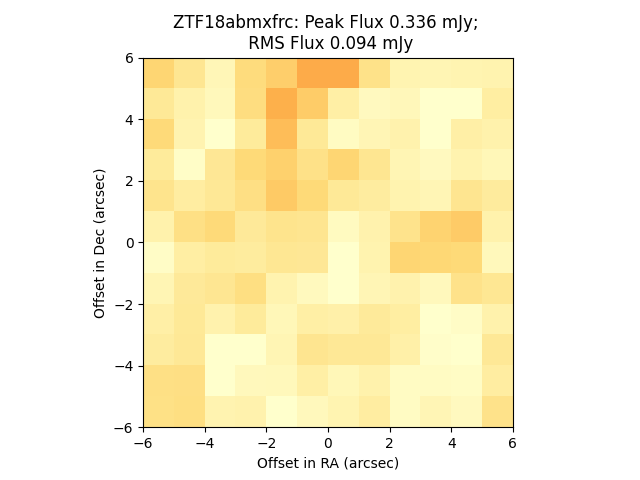 ZTF18abmxfrc: Peak Flux 0.336 mJy;
RMS Flux 0.094 mJy
6
4
2
0
−2
−4
−6
Offset in Dec (arcsec)
−6 −4 −2 0 2 4 6
Offset in RA (arcsec)